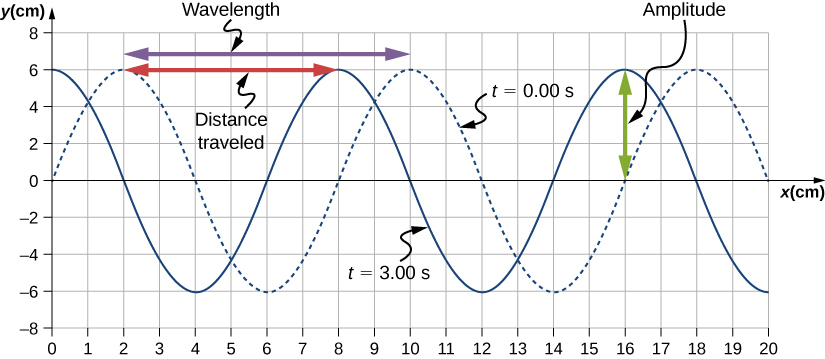 y(cm)
Wavelength
Amplitude
8
6
4
2
0
−2
−4
−6
−8
Distance
traveled
t = 0.00 s
t = 3.00 s
x(cm)
0 1 2 3 4 5 6 7 8 9 10 11 12 13 14 15 16 17 18 19 20